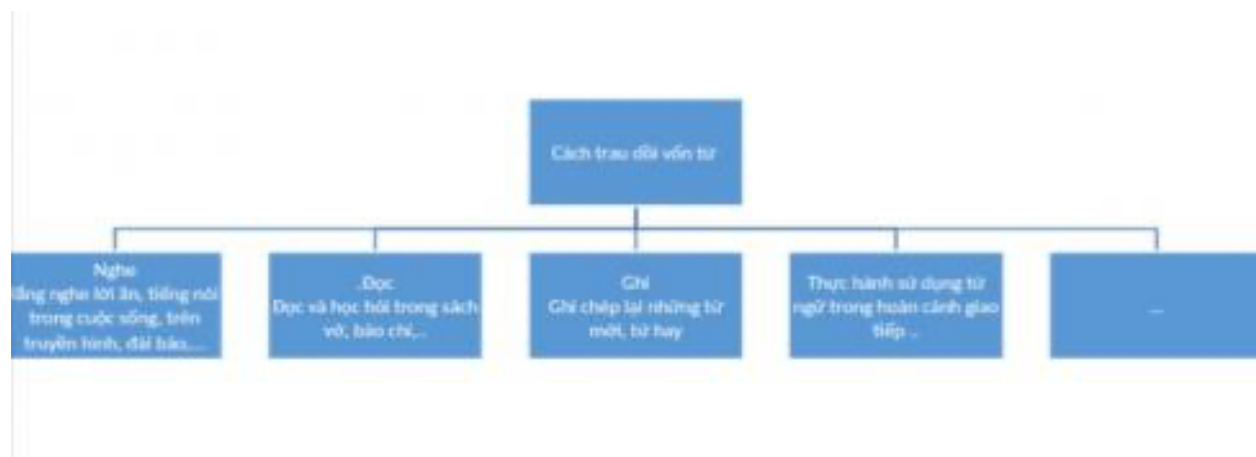 Cách trau dồi vốn từ
Nghe
lắng nghe lời ăn, tiếng nói
trong cuộc sống, trên
truyền hình, đài báo,...
.Đọc
Đọc và học hỏi trong sách
vở, báo chí,..
Ghi
Ghi chép lại những từ
mới, từ hay
Thực hành sử dụng từ
ngữ trong hoàn cảnh giao
tiếp ..
...